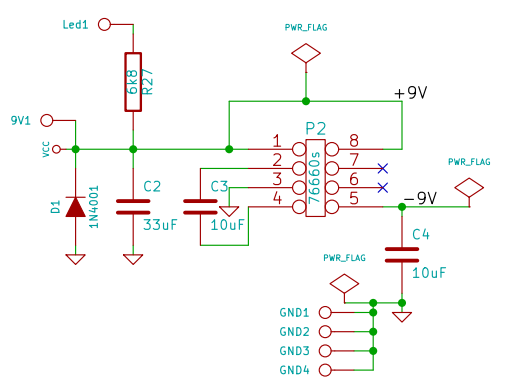 Led1
PWR_FLAG
6k8
R27
+9V
9V1
VCC
P2
1 8
2 7
3 6
4 5
76660s
PWR_FLAG
D1
1N4001
C2
33uF
C3
10uF
-9V
C4
10uF
PWR_FLAG
GND1
GND2
GND3
GND4